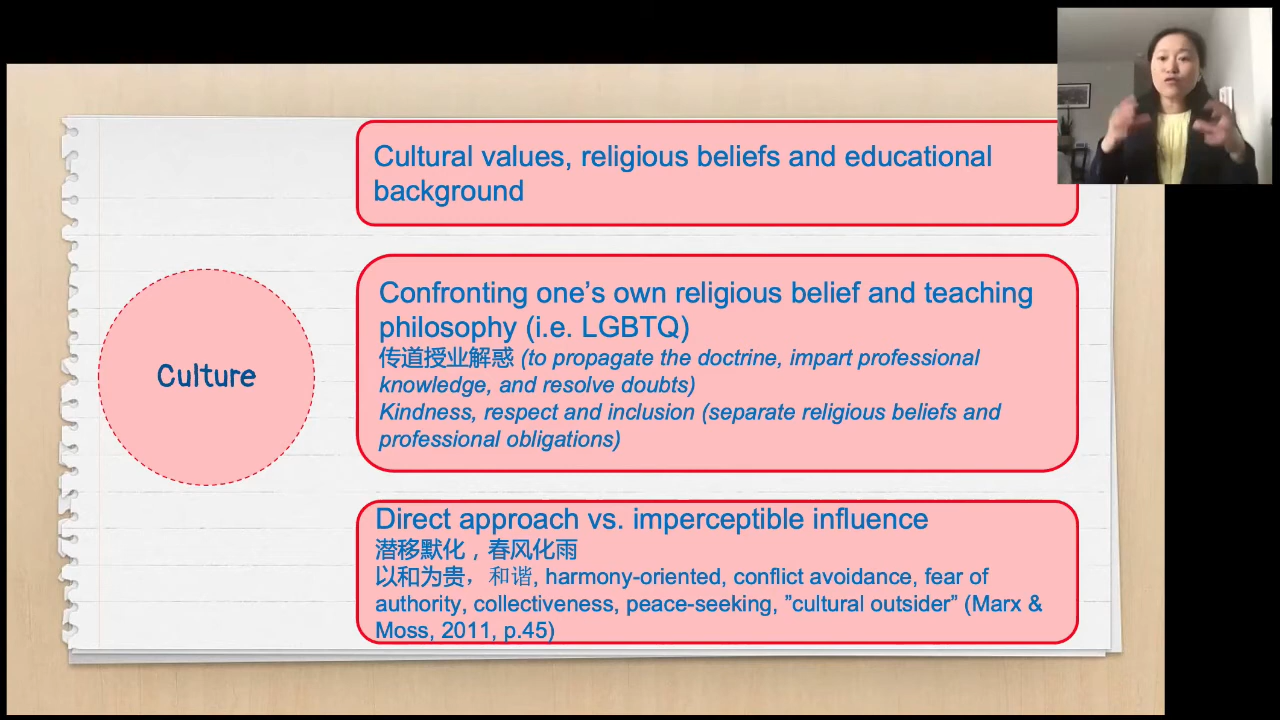 Cultural values, religious beliefs and educational
background
Culture
Confronting one’s own religious belief and teaching
philosophy (i.e. LGBTQ)
传道授业解惑 (to propagate the doctrine, impart professional
knowledge, and resolve doubts)
Kindness, respect and inclusion (separate religious beliefs and
professional obligations)
Direct approach vs. imperceptible influence
潜移默化，春风化雨
以和为贵，和谐, harmony-oriented, conflict avoidance, fear of
authority, collectiveness, peace-seeking, ”cultural outsider” (Marx &
Moss, 2011, p.45)